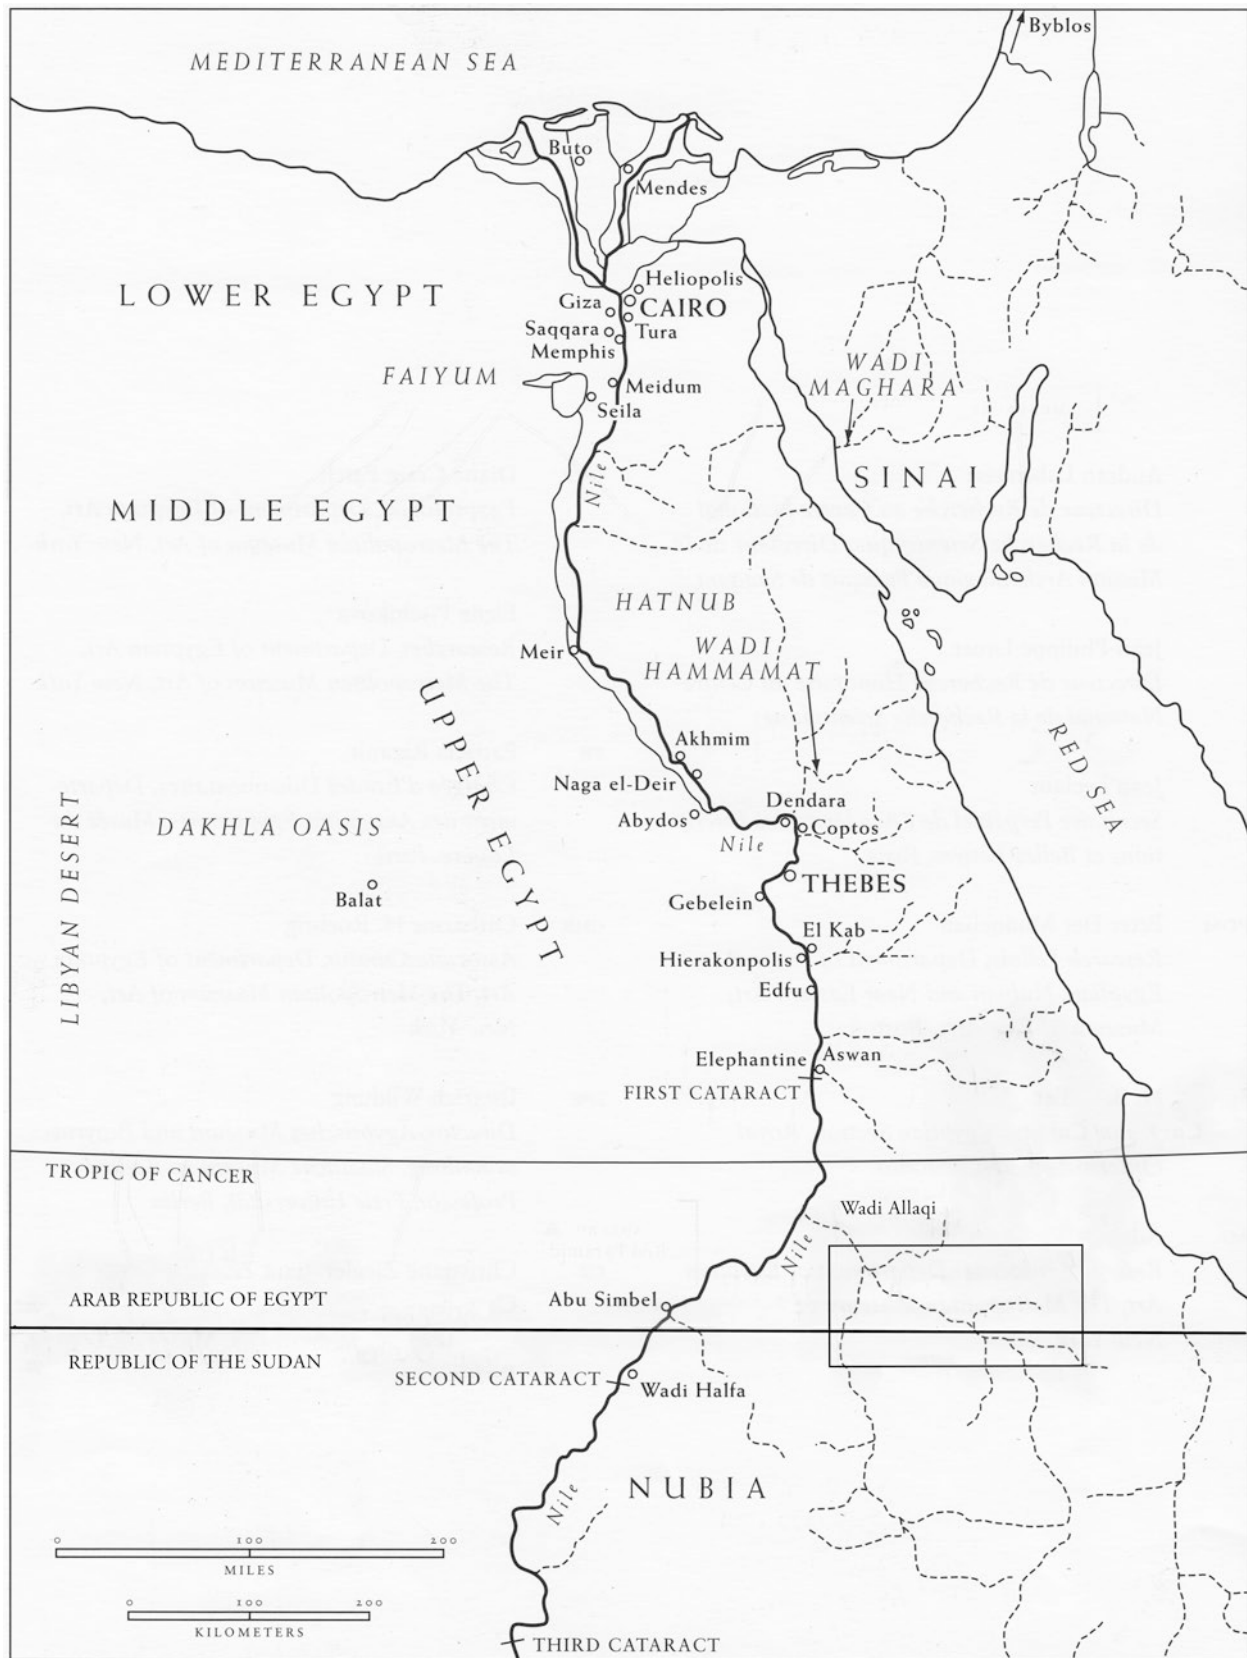 Byblos
MEDITERRANEAN SEA
Buto
Mendes
LOWER EGYPT
Heliopolis
Giza
CAIRO
Saqqara
Tura
Memphis
WADI
MAGHARA
FAIYUM
Meidum
Seila
Nile
SINAI
MIDDLE EGYPT
HATNUB
WADI
HAMMAMAT
Meir
UPPER EGYPT
RED SEA
Akhmim
Naga el-Deir
Dendara
Abydos
Coptos
Nile
LIBYAN DESERT
DAKHLA OASIS
THEBES
Balat
Gebelein
El Kab
Hierakonpolis
Edfu
Elephantine
Aswan
FIRST CATARACT
TROPIC OF CANCER
Wadi Allaqi
Nile
Abu Simbel
ARAB REPUBLIC OF EGYPT
REPUBLIC OF THE SUDAN
SECOND CATARACT
Wadi Halfa
NUBIA
Nile
0 100 200
MILES
0 100 200
KILOMETERS
THIRD CATARACT